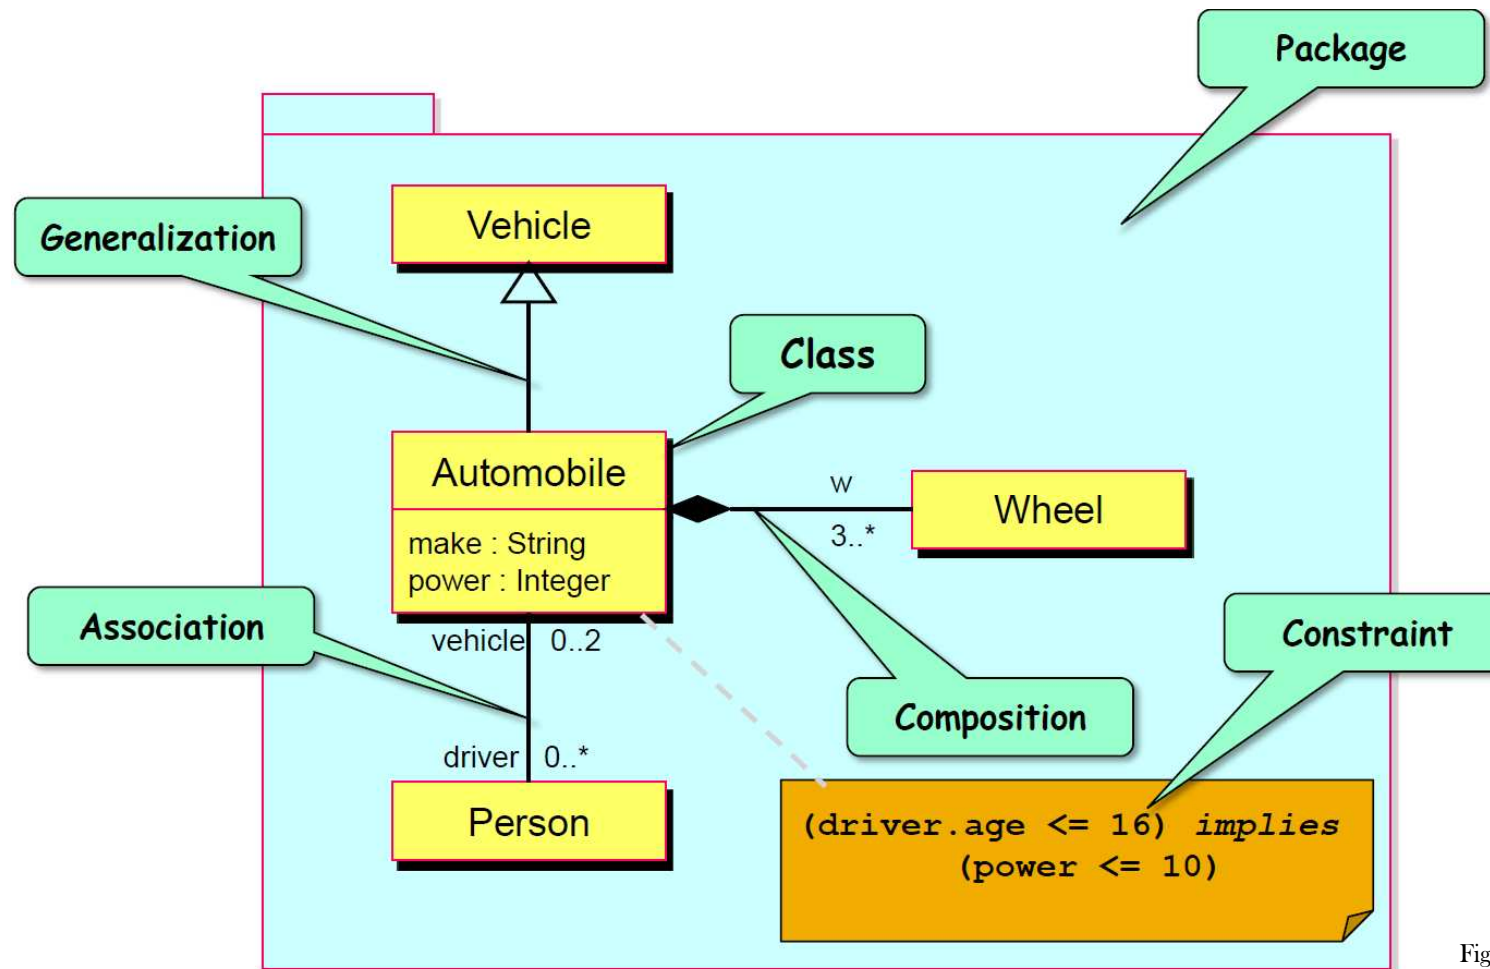 Package
Vehicle
Generalization
Class
Automobile
make : String
power : Integer
w
3..*
Wheel
Association
vehicle 0..2
Constraint
Composition
driver 0..*
Person
(driver.age <= 16) implies
(power <= 10)
Fig